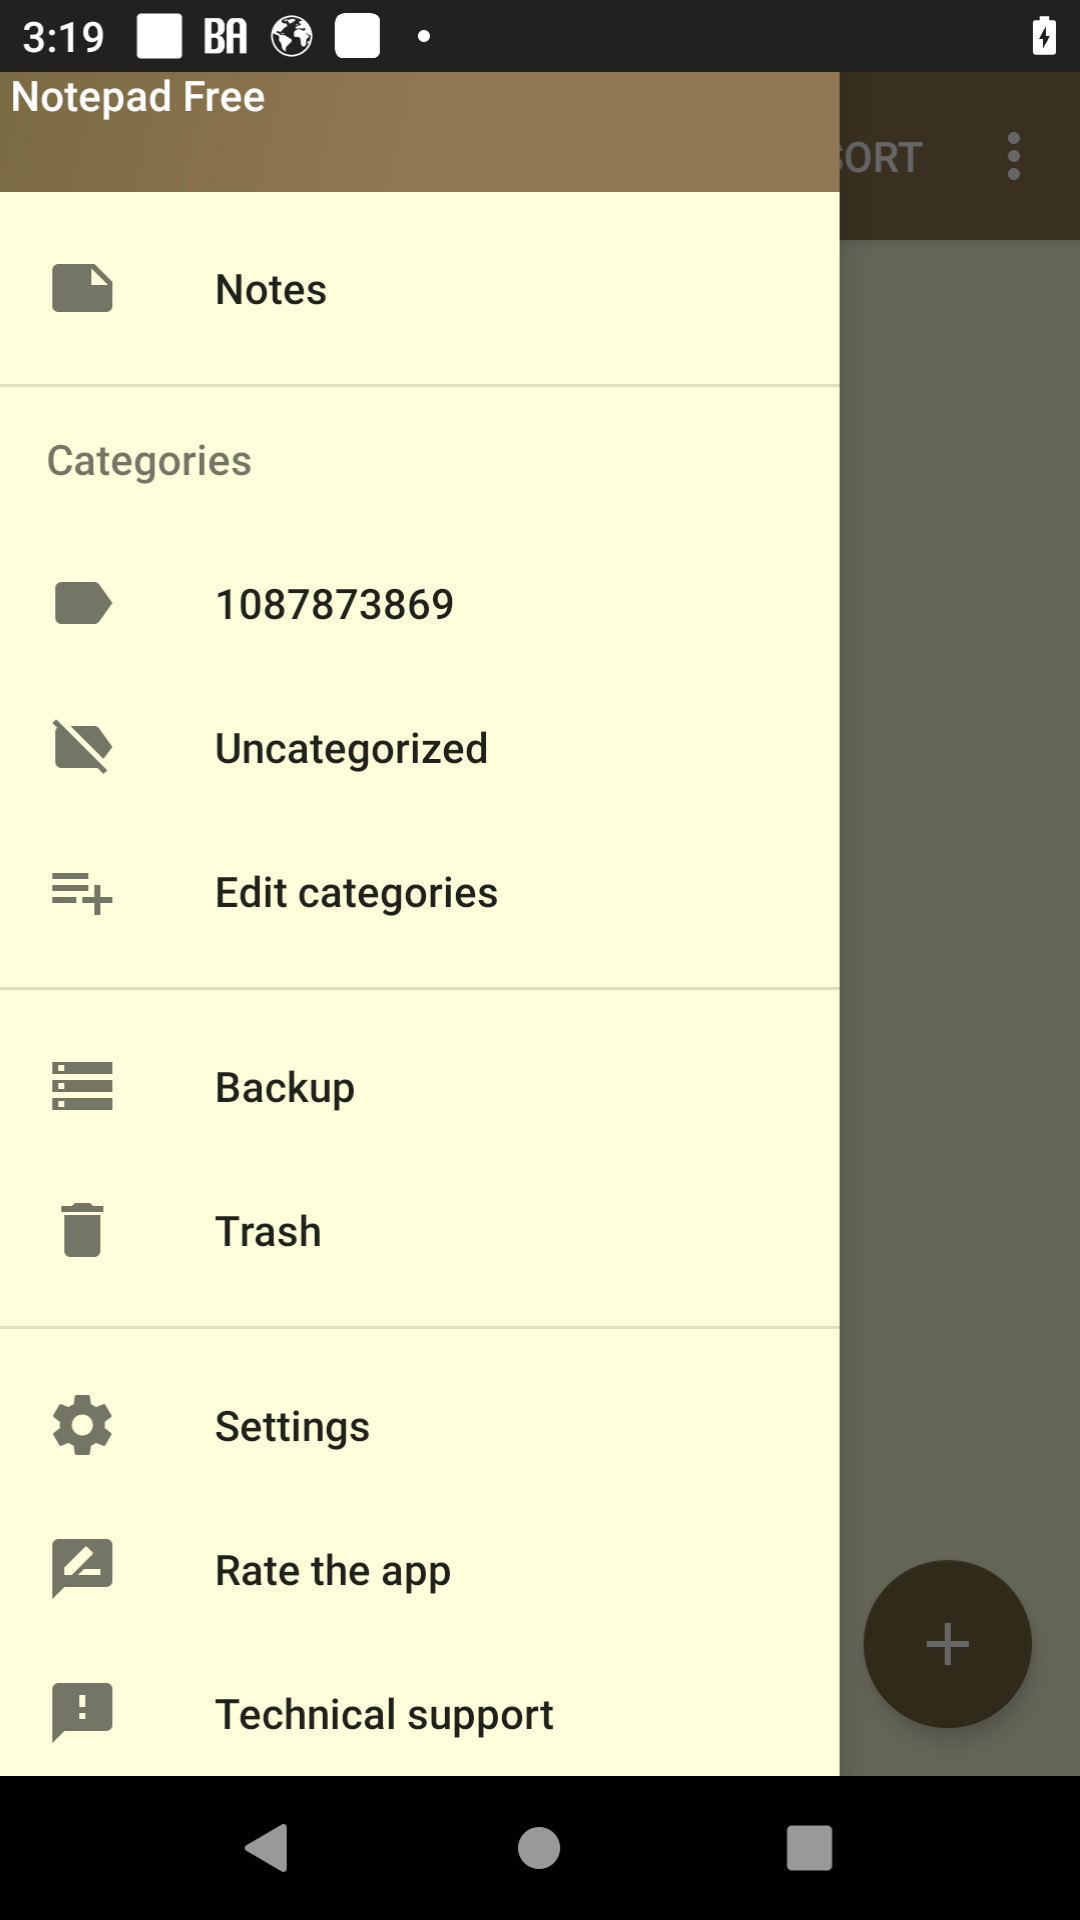 3:19 BA
Notepad Free
SORT
Notes
Categories
1087873869
Uncategorized
Edit categories
Backup
Trash
Settings
Rate the app
Technical support